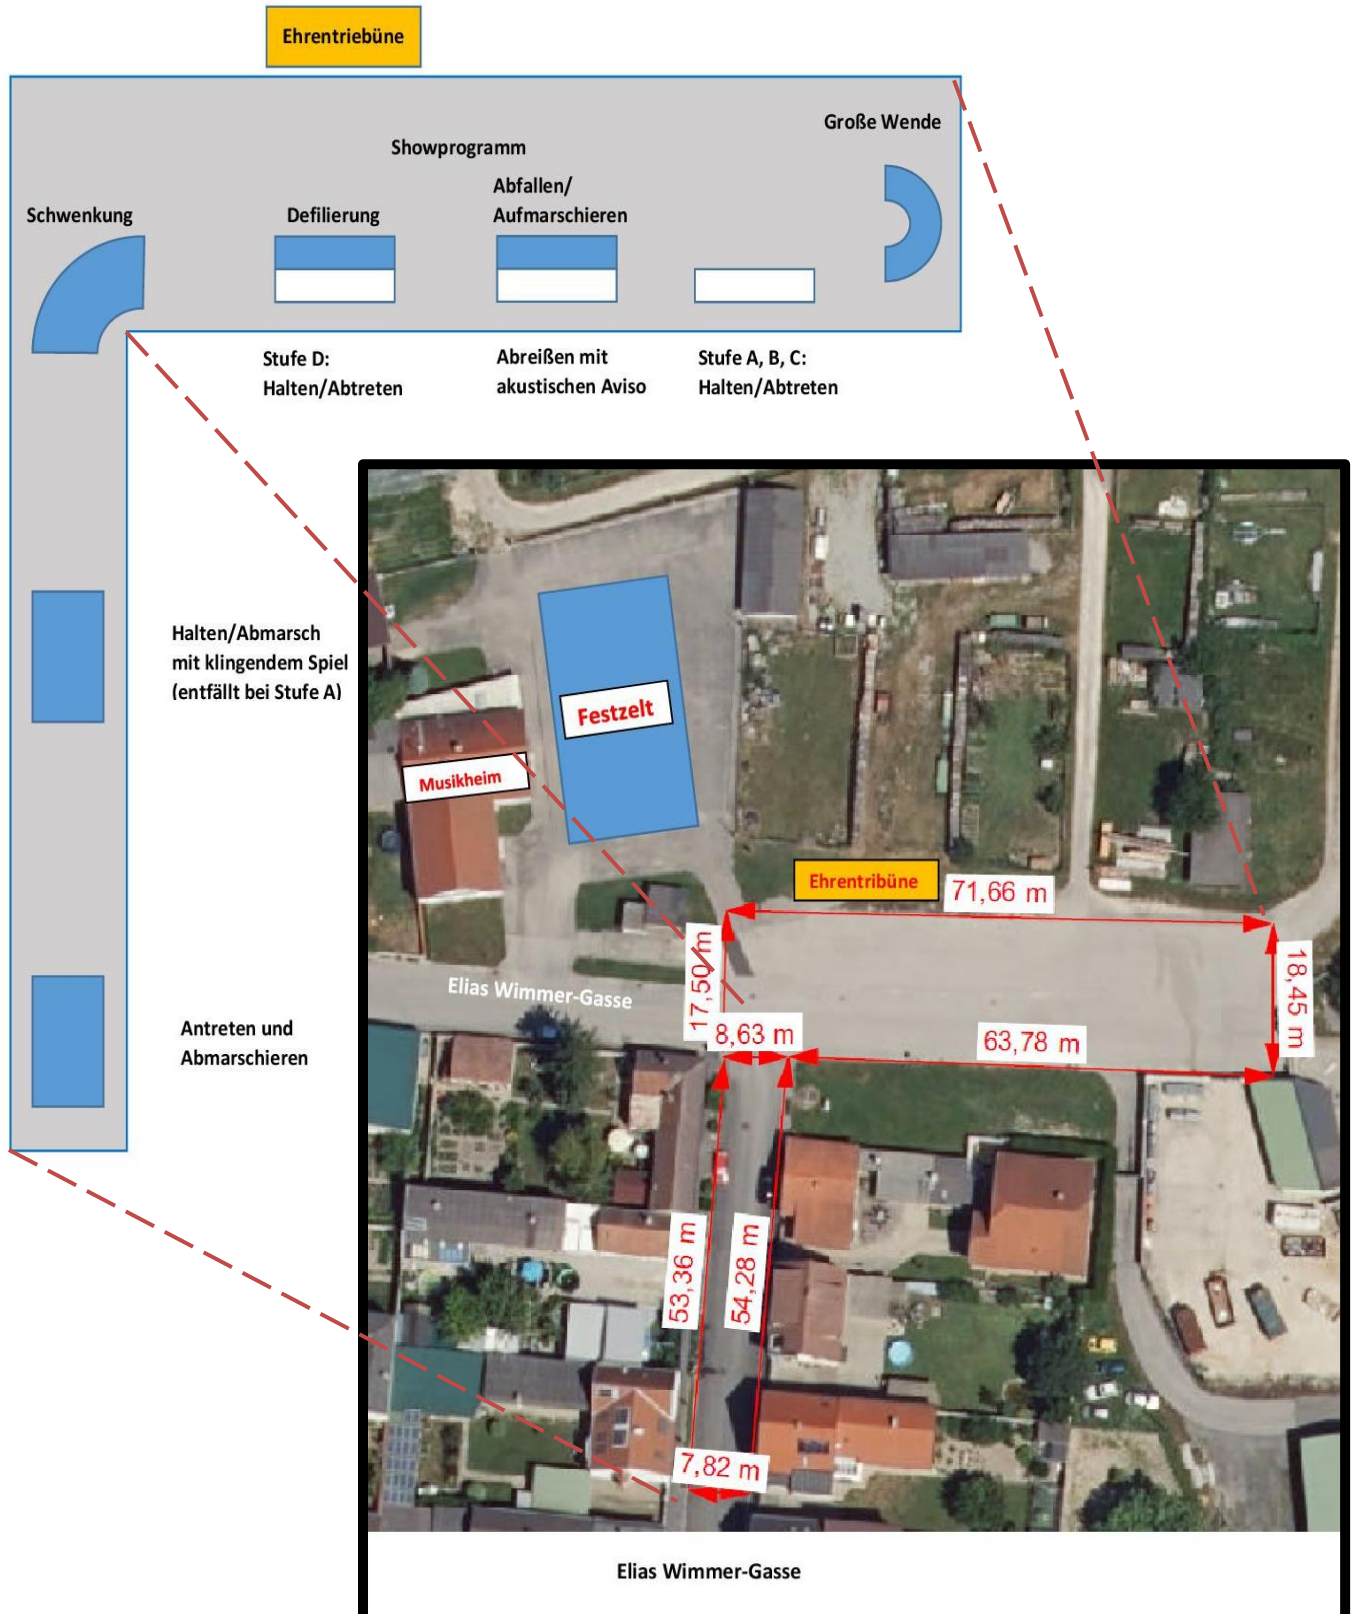 Ehrentriebüne
Große Wende
Showprogramm
Abfallen/
Aufmarschieren
Schwenkung
Defilierung
Stufe D:
Halten/Abtreten
Abreißen mit
akustischen Aviso
Stufe A, B, C:
Halten/Abtreten
Halten/Abmarsch
mit klingendem Spiel
(entfällt bei Stufe A)
Festzelt
Musikheim
Ehrentribüne
71,66 m
17,50 m
18,45 m
Elias Wimmer-Gasse
8,63 m
63,78 m
Antreten und
Abmarschieren
53,36 m
54,28 m
7,82 m
Elias Wimmer-Gasse